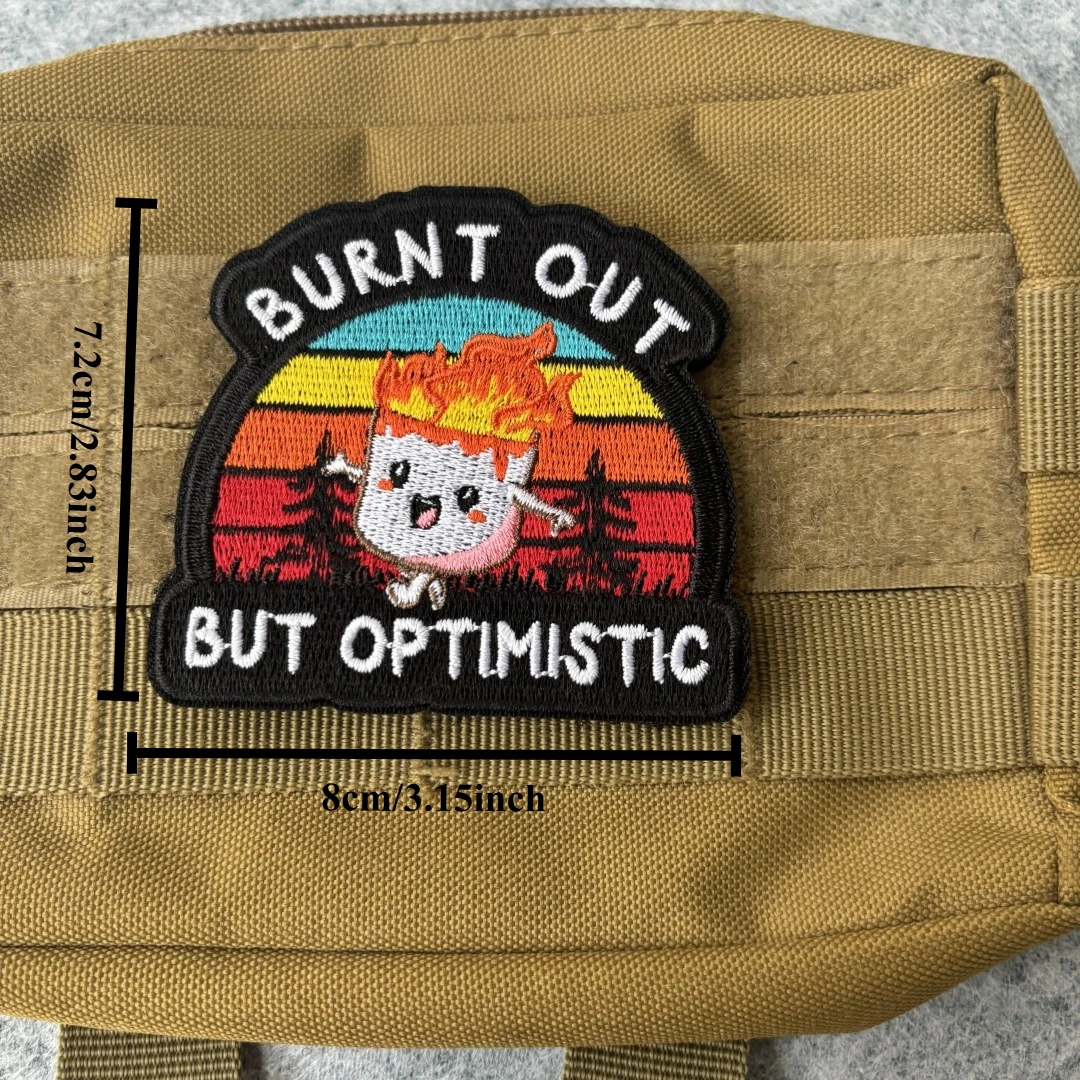 BURNT OUT
BUT OPTIMISTIC
7.2cm/2.83inch
8cm/3.15inch